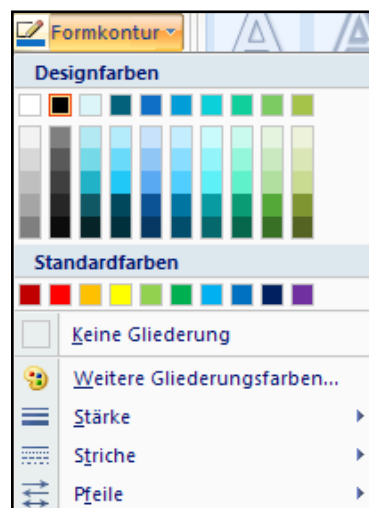 Formkontur
Designfarben
Standardfarben
Keine Gliederung
Weitere Gliederungsfarben...
Stärke
Striche
Pfeile